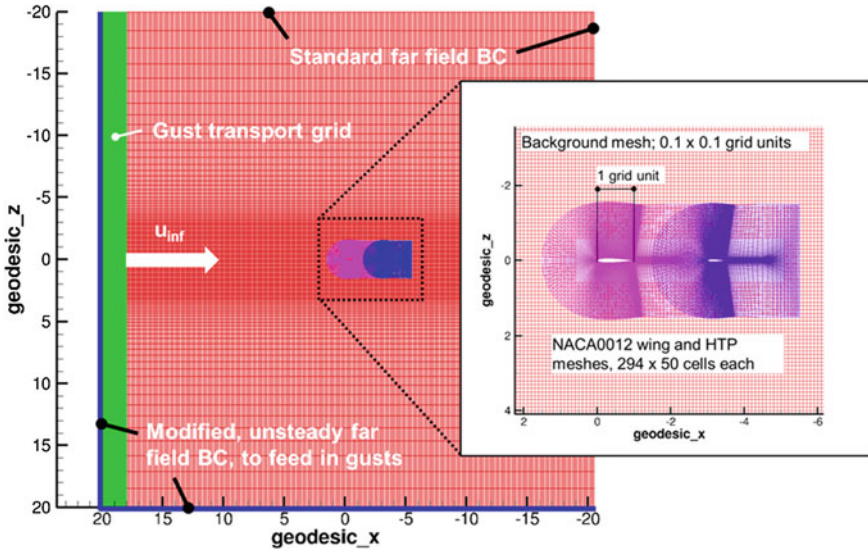 -20
-15
-10
-5
0
5
10
15
20
geodesic_z
Standard far field BC
Gust transport grid
u_inf
Modified, unsteady far
field BC, to feed in gusts
20
15
10
5
0
-5
-10
-15
-20
geodesic_x
Background mesh; 0.1 x 0.1 grid units
1 grid unit
-2
0
2
4
geodesic_z
NACA0012 wing and HTP
meshes, 294 x 50 cells each
2
0
-2
-4
-6
geodesic_x